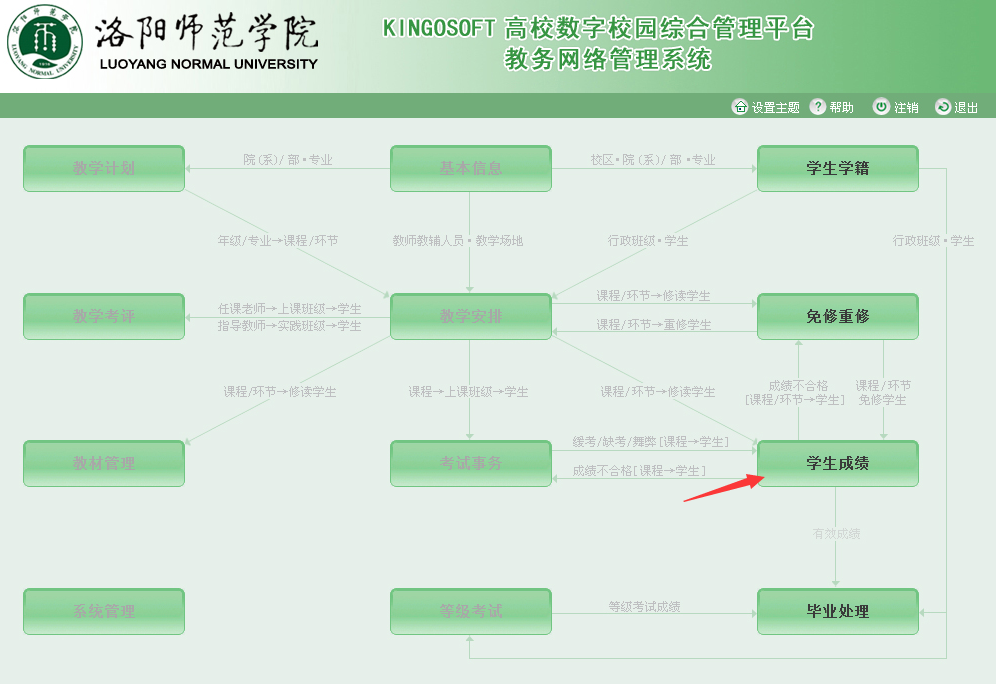 洛阳师范学院
LUOYANG NORMAL UNIVERSITY
KINGOSOFT 高校数字校园综合管理平台
教务网络管理系统
设置主题 帮助 注销 退出
教学计划
院(系)/部·专业
基本信息
校区·院(系)/部·专业
学生学籍
年级/专业→课程/环节
教师教辅人员·教学场地
行政班级·学生
行政班级·学生
教学考评
任课老师→上课班级→学生
指导教师→实践班级→学生
教学安排
课程/环节→修读学生
课程/环节→重修学生
免修重修
课程/环节→修读学生
课程→上课班级→学生
课程/环节→修读学生
成绩不合格
[课程/环节→学生]
课程/环节
免修学生
教材管理
考试事务
缓考/缺考/舞弊[课程→学生]
成绩不合格[课程→学生]
学生成绩
有效成绩
系统管理
等级考试
等级考试成绩
毕业处理